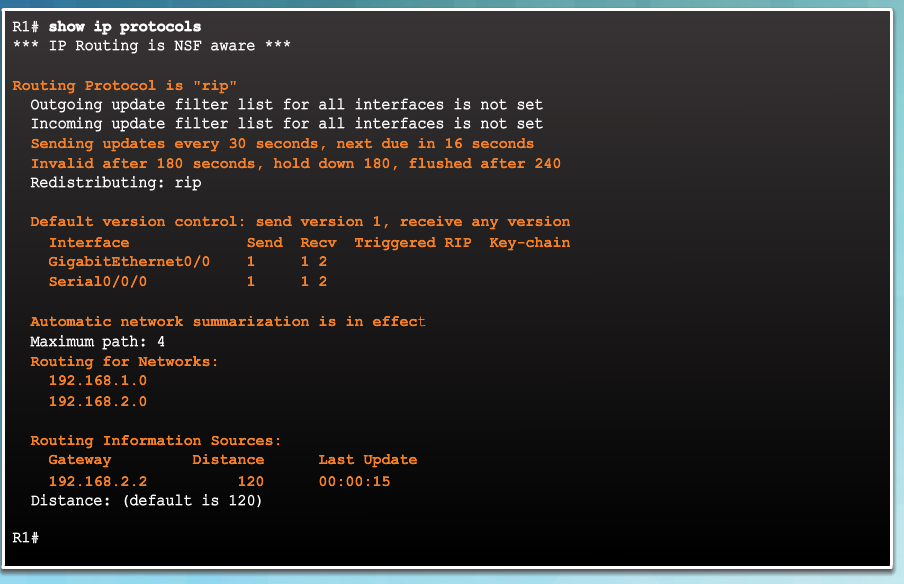 R1# show ip protocols
*** IP Routing is NSF aware ***
Routing Protocol is "rip"
Outgoing update filter list for all interfaces is not set
Incoming update filter list for all interfaces is not set
Sending updates every 30 seconds, next due in 16 seconds
Invalid after 180 seconds, hold down 180, flushed after 240
Redistributing: rip
Default version control: send version 1, receive any version
Interface Send Recv Triggered RIP Key-chain
GigabitEthernet0/0 1 1 2
Serial0/0/0 1 1 2
Automatic network summarization is in effect
Maximum path: 4
Routing for Networks:
192.168.1.0
192.168.2.0
Routing Information Sources:
Gateway Distance Last Update
192.168.2.2 120 00:00:15
Distance: (default is 120)
R1#